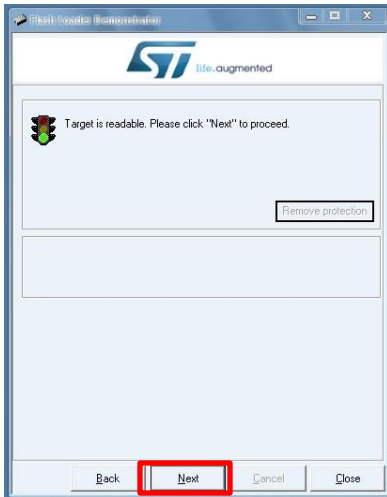 Flash Loader Demonstrator
ST
life.augmented
Target is readable. Please click "Next" to proceed.
Remove protection
Back
Next
Cancel
Close